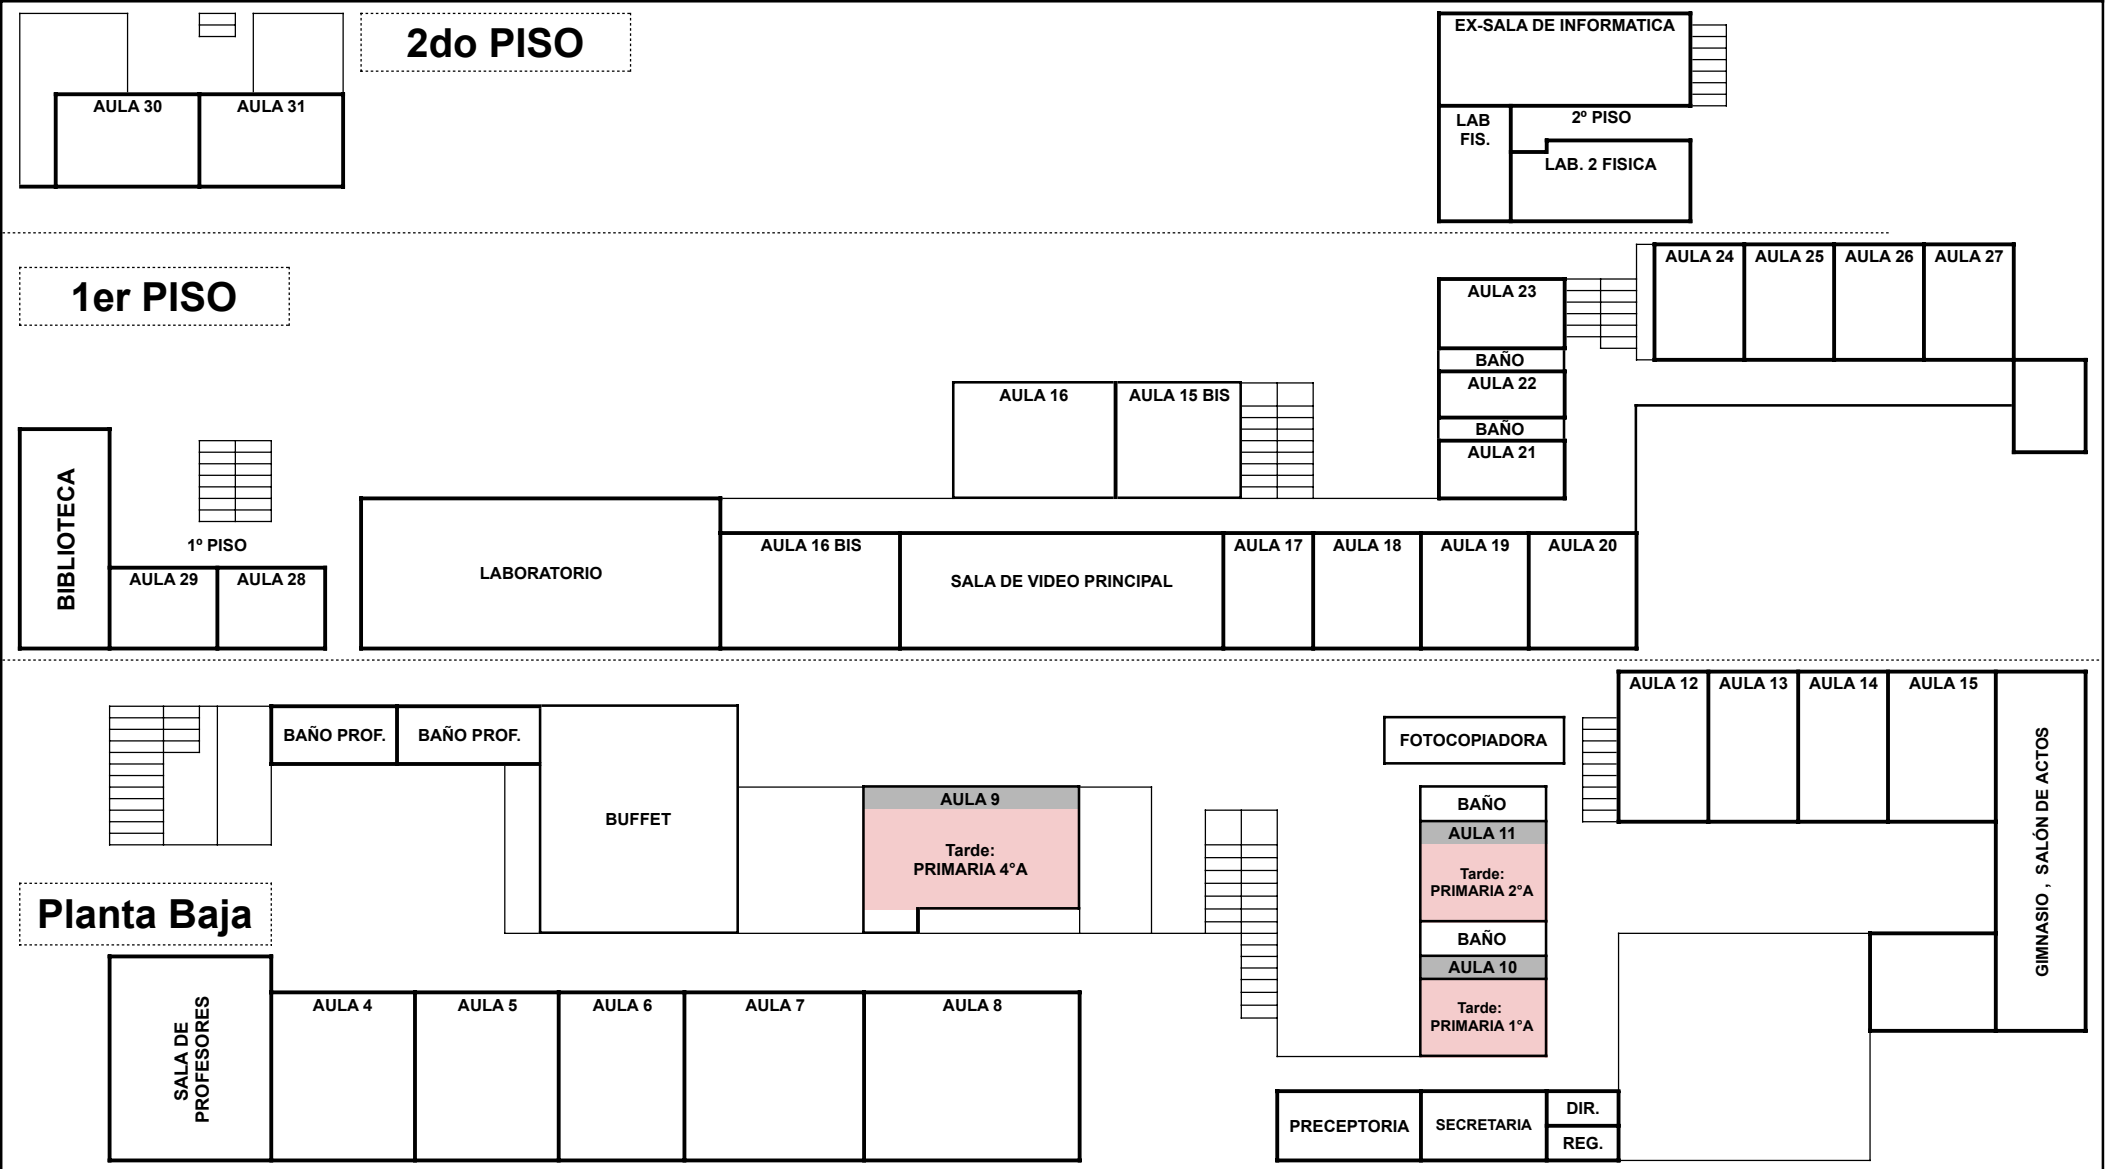 2do PISO
AULA 30
AULA 31
EX-SALA DE INFORMATICA
LAB
FIS.
2º PISO
LAB. 2 FISICA
1er PISO
AULA 24
AULA 25
AULA 26
AULA 27
AULA 23
BAÑO
AULA 22
BAÑO
AULA 21
AULA 16
AULA 15 BIS
BIBLIOTECA
1º PISO
AULA 29
AULA 28
LABORATORIO
AULA 16 BIS
SALA DE VIDEO PRINCIPAL
AULA 17
AULA 18
AULA 19
AULA 20
AULA 12
AULA 13
AULA 14
AULA 15
GIMNASIO , SALÓN DE ACTOS
BAÑO PROF.
BAÑO PROF.
BUFFET
FOTOCOPIADORA
AULA 9
Tarde:
PRIMARIA 4°A
BAÑO
AULA 11
Tarde:
PRIMARIA 2°A
BAÑO
AULA 10
Tarde:
PRIMARIA 1°A
Planta Baja
SALA DE
PROFESORES
AULA 4
AULA 5
AULA 6
AULA 7
AULA 8
PRECEPTORIA
SECRETARIA
DIR.
REG.